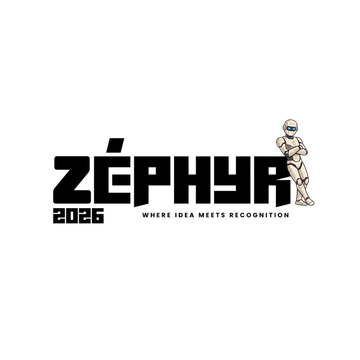 ZÉPHYR
2026
WHERE IDEA MEETS RECOGNITION